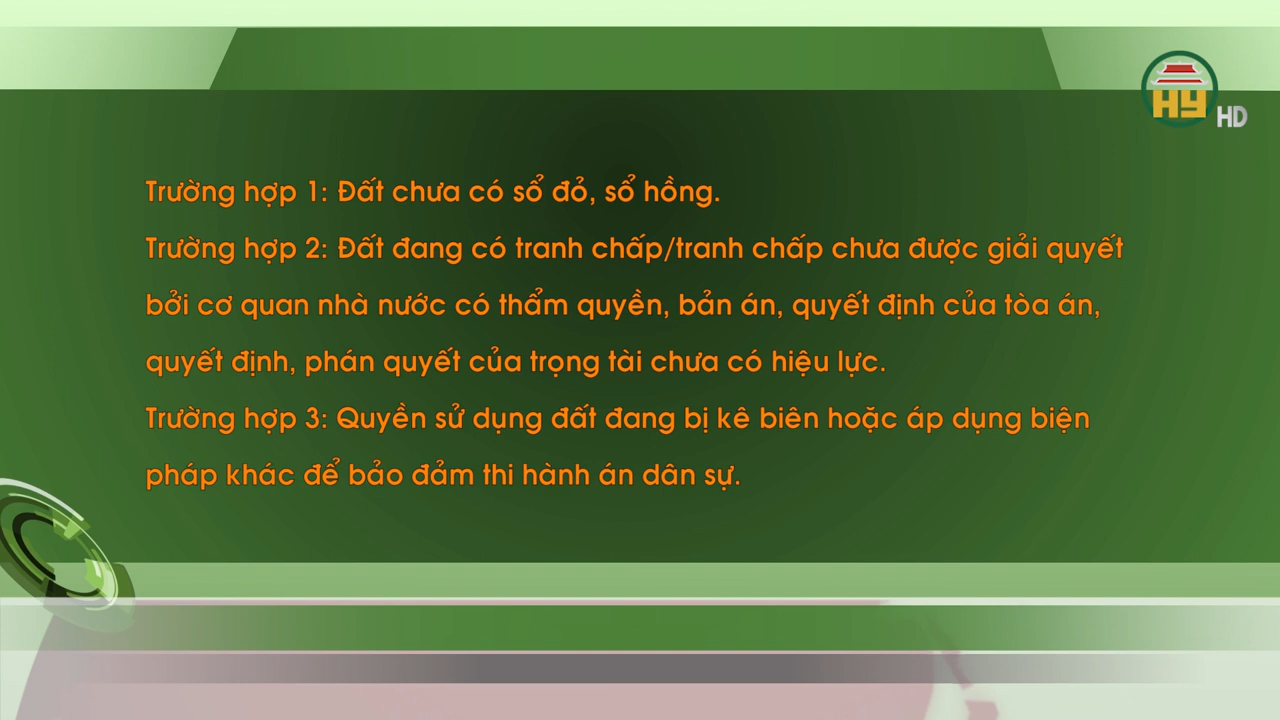 HY HD
Trường hợp 1: Đất chưa có sổ đỏ, sổ hồng.
Trường hợp 2: Đất đang có tranh chấp/tranh chấp chưa được giải quyết
bởi cơ quan nhà nước có thẩm quyền, bản án, quyết định của tòa án,
quyết định, phán quyết của trọng tài chưa có hiệu lực.
Trường hợp 3: Quyền sử dụng đất đang bị kê biên hoặc áp dụng biện
pháp khác để bảo đảm thi hành án dân sự.